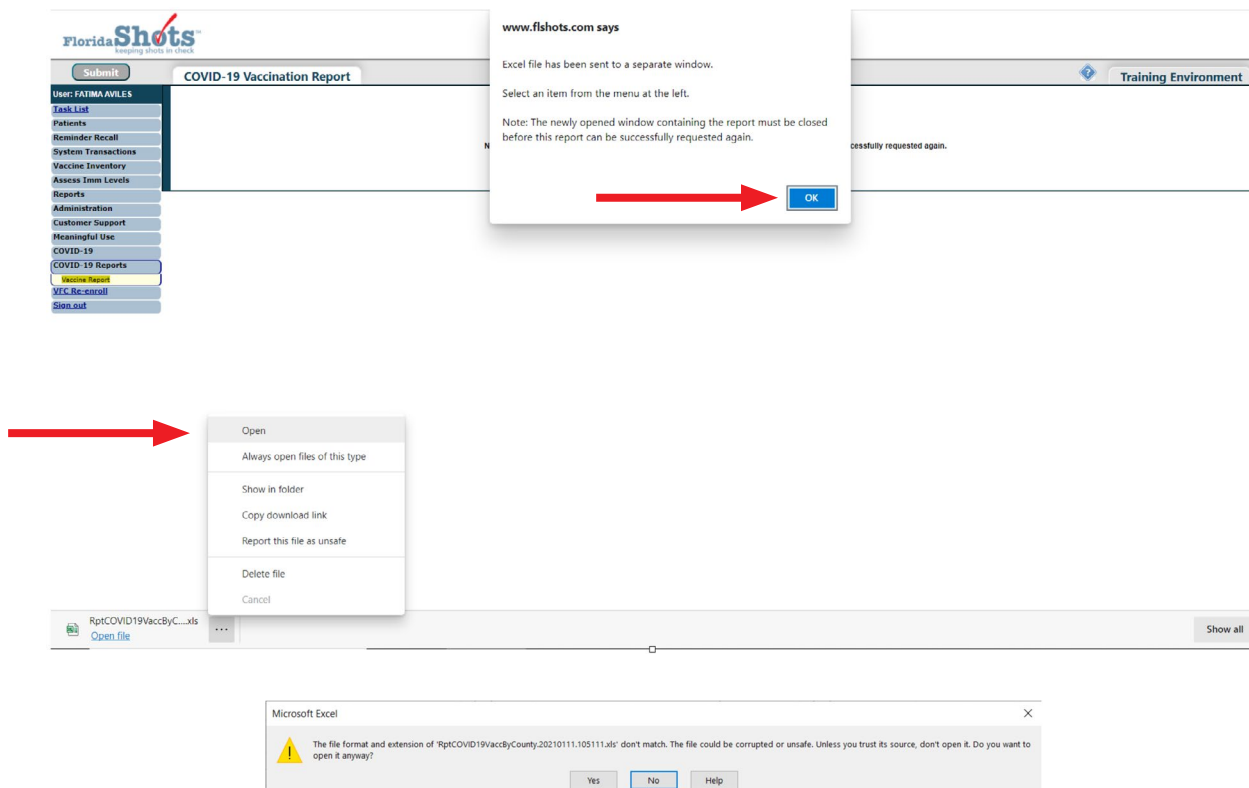 Florida Shots™
keeping shots in check
www.flshots.com says
Excel file has been sent to a separate window.
Select an item from the menu at the left.
Note: The newly opened window containing the report must be closed
before this report can be successfully requested again.
OK
Submit
COVID-19 Vaccination Report
?
Training Environment
N
cessfully requested again.
User: FATIMA AVILES
Task List
Patients
Reminder Recall
System Transactions
Vaccine Inventory
Assess Imm Levels
Reports
Administration
Customer Support
Meaningful Use
COVID-19
COVID-19 Reports
Vaccine Report
VFC Re-enroll
Sign out
Open
Always open files of this type
Show in folder
Copy download link
Report this file as unsafe
Delete file
Cancel
RptCOVID19VaccByC....xls
Open file
...
Show all
Microsoft Excel
The file format and extension of 'RptCOVID19VaccByCounty.20210111.105111.xls' don't match. The file could be corrupted or unsafe. Unless you trust its source, don't open it. Do you want to
open it anyway?
Yes No Help